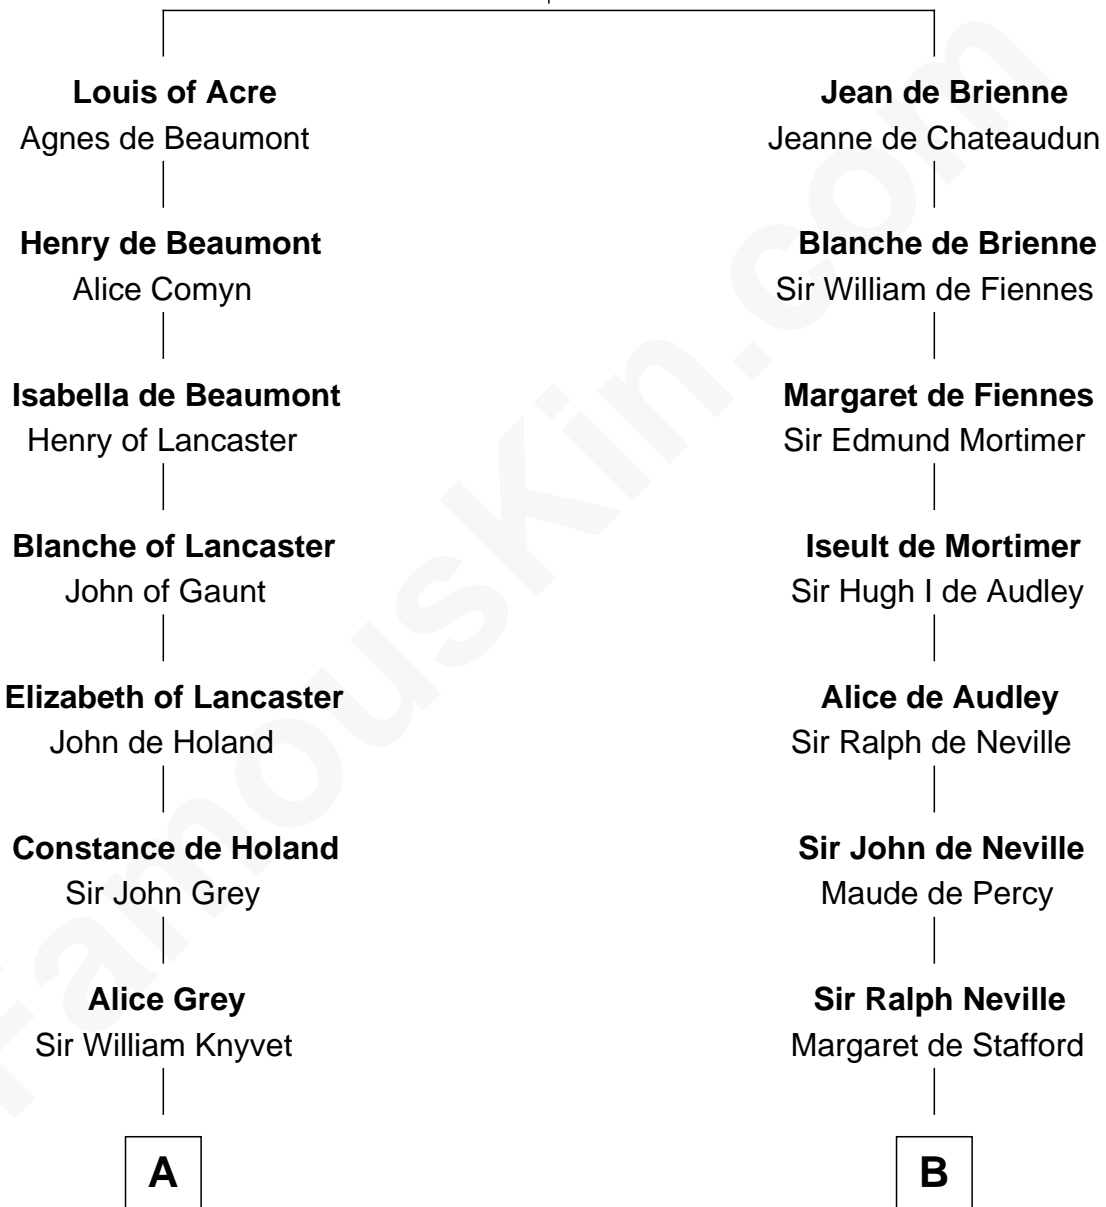 Louis of Acre
Agnes de Beaumont
Henry de Beaumont
Alice Comyn
Isabella de Beaumont
Henry of Lancaster
Blanche of Lancaster
John of Gaunt
Elizabeth of Lancaster
John de Holand
Constance de Holand
Sir John Grey
Alice Grey
Sir William Knyvet
A
Jean de Brienne
Jeanne de Chateaudun
Blanche de Brienne
Sir William de Fiennes
Margaret de Fiennes
Sir Edmund Mortimer
Iseult de Mortimer
Sir Hugh I de Audley
Alice de Audley
Sir Ralph de Neville
Sir John de Neville
Maude de Percy
Sir Ralph Neville
Margaret de Stafford
B
FamousKin.com